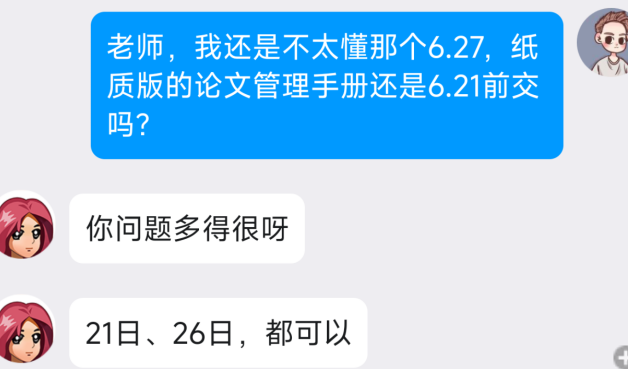 老师，我还是不太懂那个6.27，纸
质版的论文管理手册还是6.21前交
吗？
你问题多得很呀
21日、26日，都可以